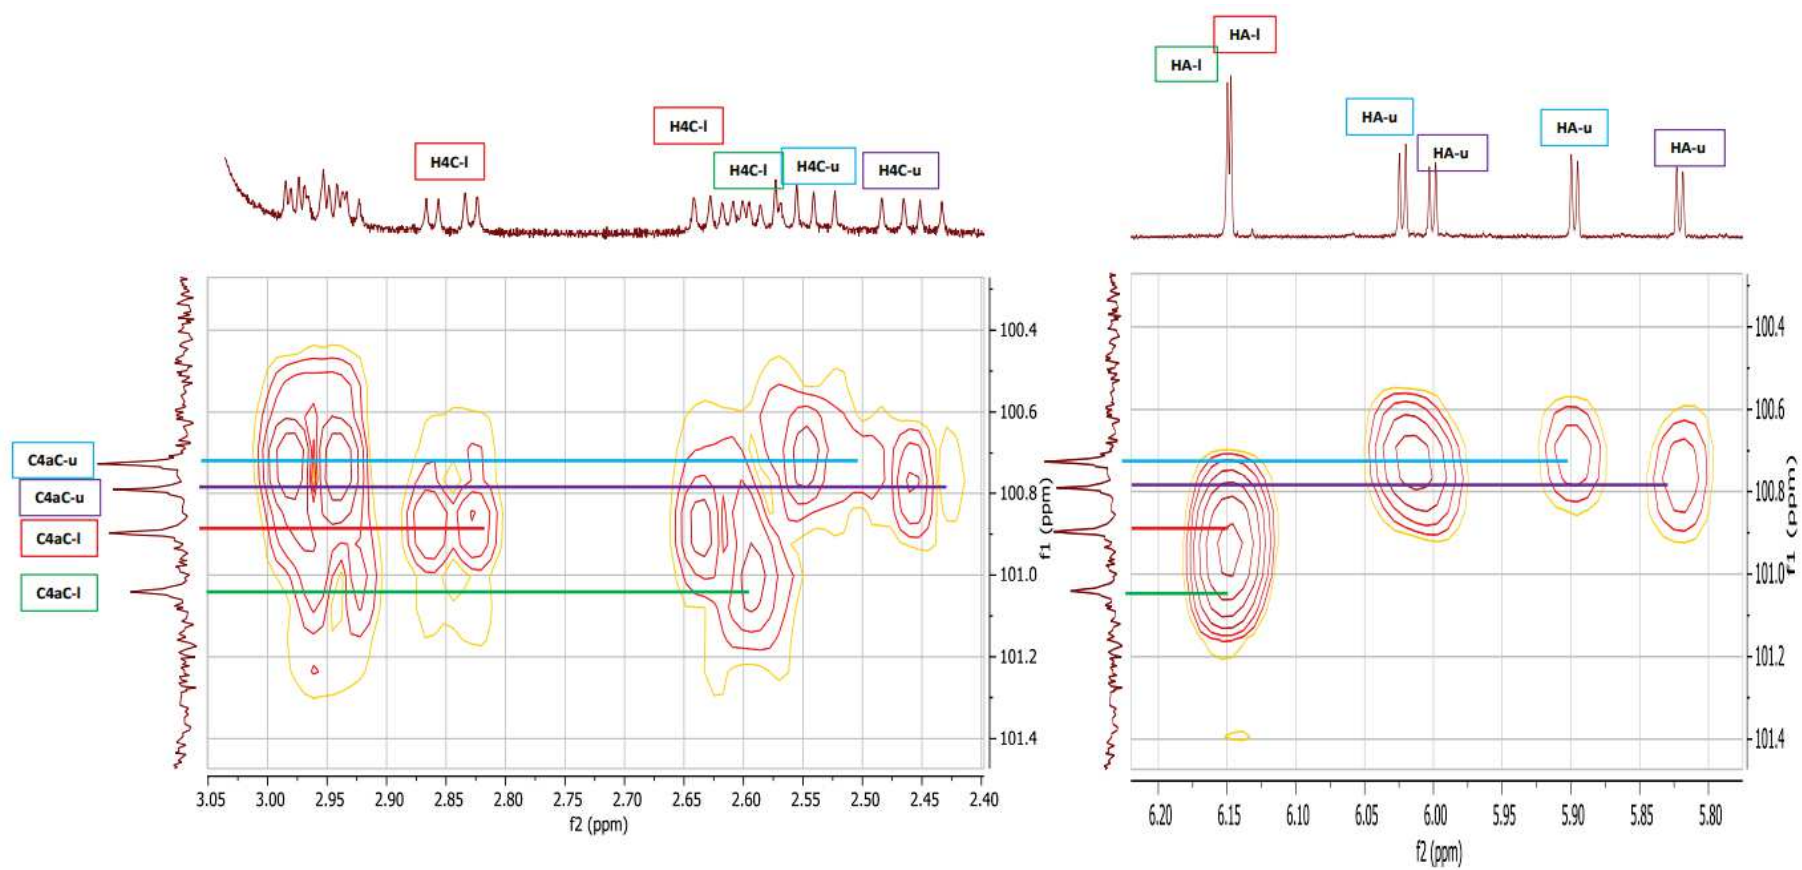 HA-l
HA-l
HA-u
HA-u
HA-u
HA-u
H4C-l
H4C-l
H4C-l
H4C-u
H4C-u
C4aC-u
C4aC-u
C4aC-l
C4aC-l
100.4
100.6
100.8
101.0
101.2
101.4
f1 (ppm)
3.05 3.00 2.95 2.90 2.85 2.80 2.75 2.70 2.65 2.60 2.55 2.50 2.45 2.40
f2 (ppm)
100.4
100.6
100.8
101.0
101.2
101.4
f1 (ppm)
6.20 6.15 6.10 6.05 6.00 5.95 5.90 5.85 5.80
f2 (ppm)